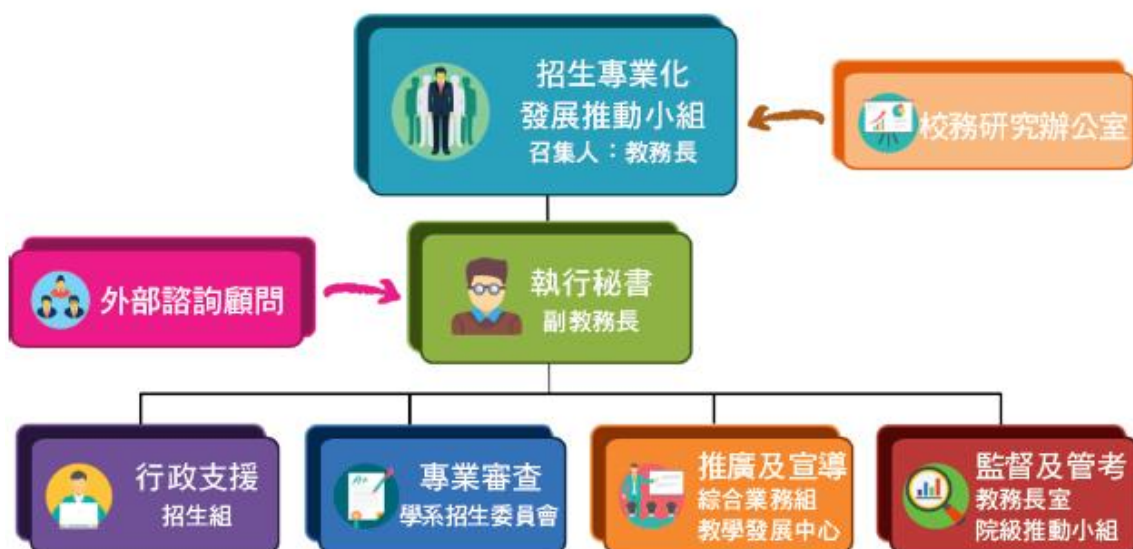 招生專業化
發展推動小組
召集人：教務長
校務研究辦公室
外部諮詢顧問
執行秘書
副教務長
行政支援
招生組
專業審查
學系招生委員會
推廣及宣導
綜合業務組
教學發展中心
監督及管考
教務長室
院級推動小組